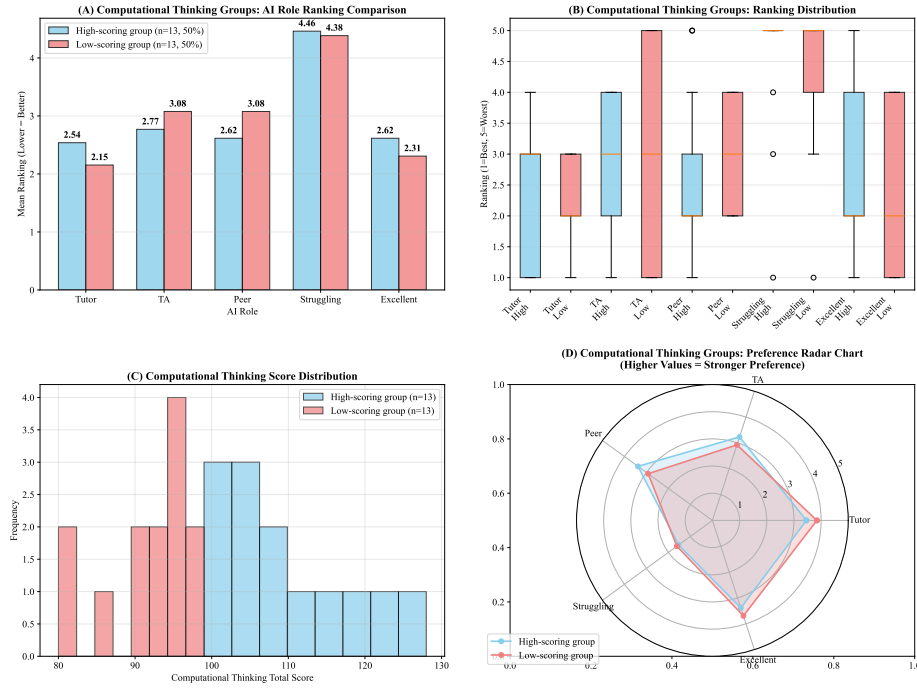 (A) Computational Thinking Groups: AI Role Ranking Comparison
High-scoring group (n=13, 50%)
Low-scoring group (n=13, 50%)
Mean Ranking (Lower = Better)
4
3
2
1
0
2.54
2.15
2.77
3.08
2.62
3.08
4.46
4.38
2.62
2.31
Tutor
TA
Peer
Struggling
Excellent
AI Role
(B) Computational Thinking Groups: Ranking Distribution
Ranking (1=Best, 5=Worst)
5.0
4.5
4.0
3.5
3.0
2.5
2.0
1.5
1.0
Tutor
High
Tutor
Low
TA
High
TA
Low
Peer
High
Peer
Low
Struggling
High
Struggling
Low
Excellent
High
Excellent
Low
(C) Computational Thinking Score Distribution
High-scoring group (n=13)
Low-scoring group (n=13)
Frequency
4.0
3.5
3.0
2.5
2.0
1.5
1.0
0.5
0.0
80
90
100
110
120
130
Computational Thinking Total Score
(D) Computational Thinking Groups: Preference Radar Chart
(Higher Values = Stronger Preference)
1.0
0.8
0.6
0.4
0.2
0.0
0.0
0.2
0.4
0.6
0.8
1.0
TA
Peer
Tutor
Struggling
Excellent
1
2
3
4
5
High-scoring group
Low-scoring group